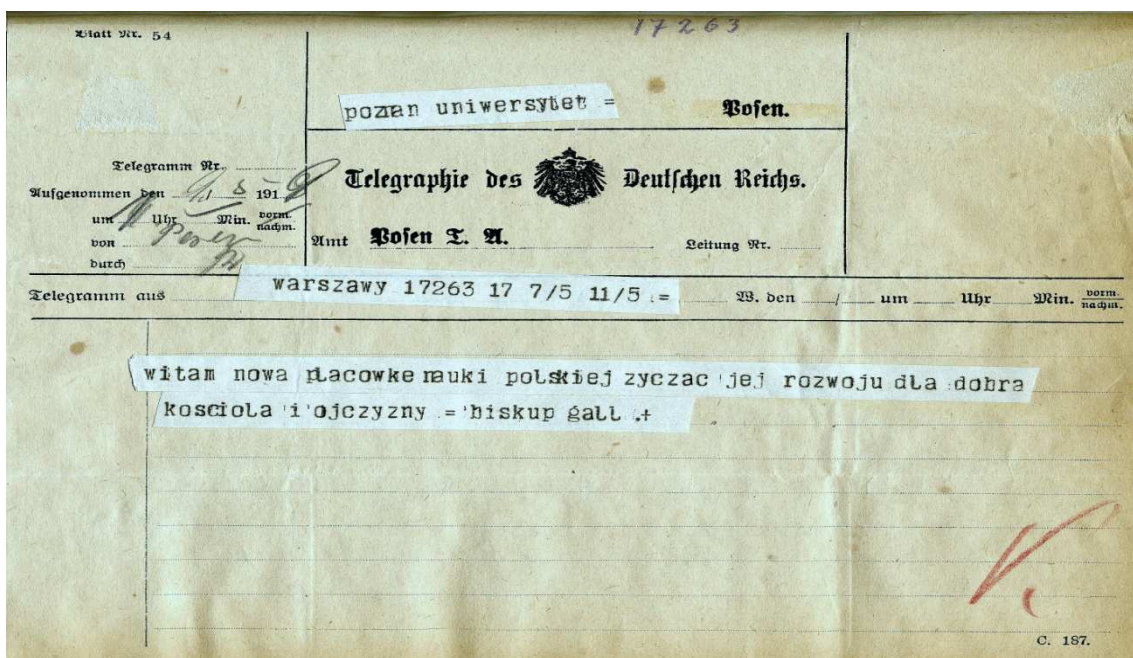 Blatt Nr. 54
17263
poznan uniwersytet =
Posen.
Telegramm Nr.
Aufgenommen den / 5 191
um Uhr Min. vorm. nachm.
von Posen
durch
Telegraphie des Deutschen Reichs.
Amt Posen T. A.
Leitung Nr.
Telegramm aus warszawy 17263 17 7/5 11/5 .= W. den / um Uhr Min. vorm. nachm.
witam nowa placowke nauki polskiej zyczac 'jej rozwoju dla dobra
kosciola 'i 'ojczyzny .= 'biskup gall .+
C. 187.